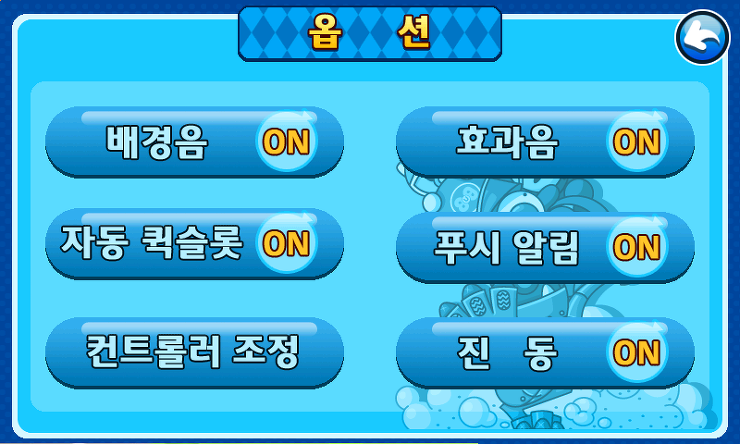 옵 션
배경음 ON
효과음 ON
자동 퀵슬롯 ON
푸시 알림 ON
컨트롤러 조정
진 동 ON